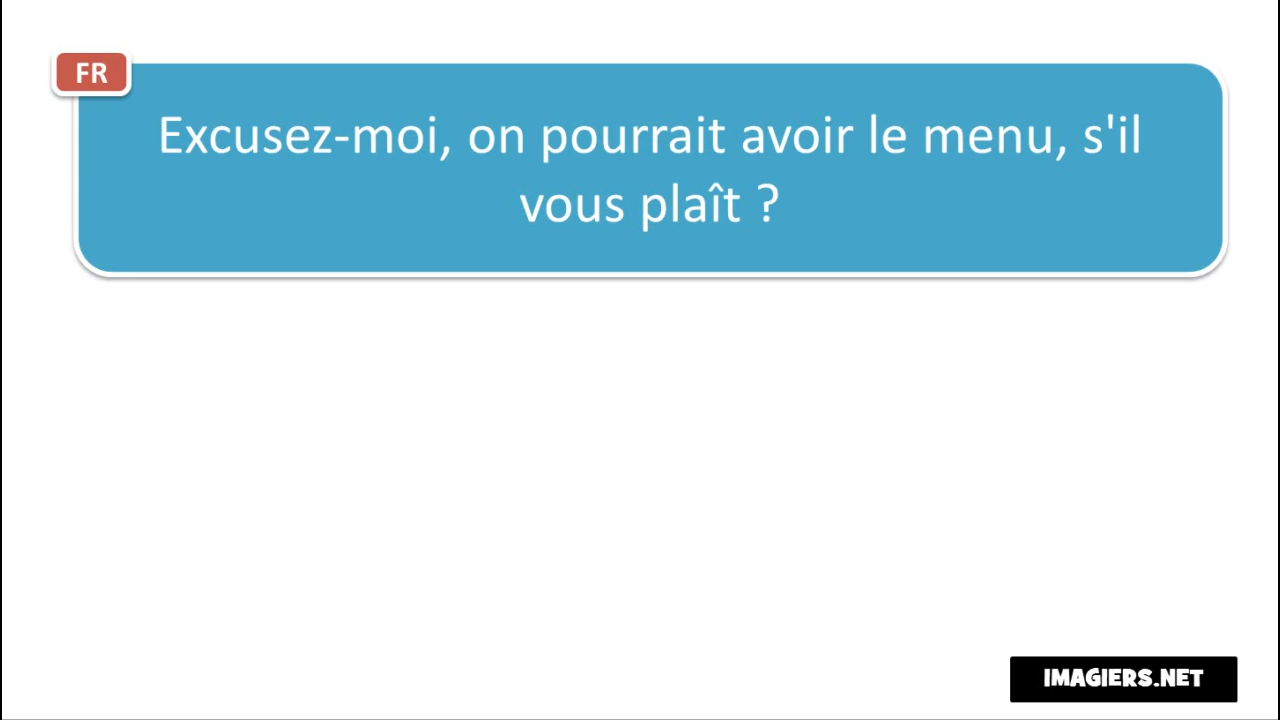 FR
Excusez-moi, on pourrait avoir le menu, s'il
vous plaît ?
IMAGIERS.NET